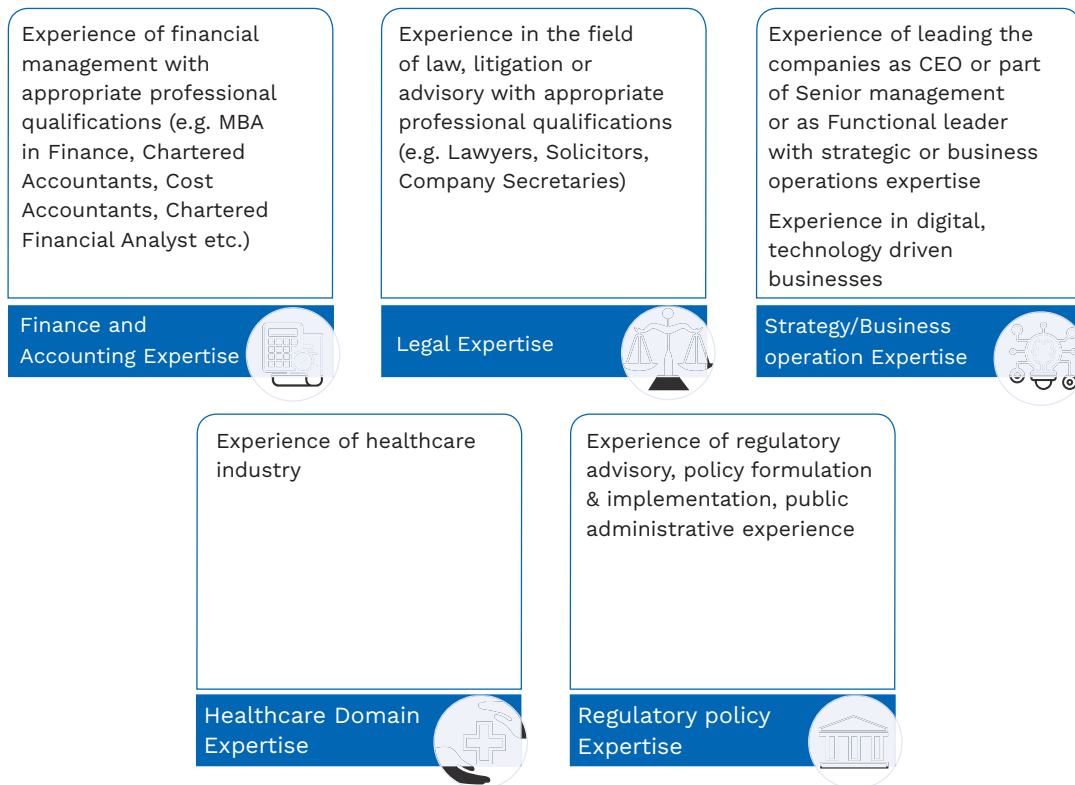 Experience of financial
management with
appropriate professional
qualifications (e.g. MBA
in Finance, Chartered
Accountants, Cost
Accountants, Chartered
Financial Analyst etc.)
Finance and
Accounting Expertise
Experience in the field
of law, litigation or
advisory with appropriate
professional qualifications
(e.g. Lawyers, Solicitors,
Company Secretaries)
Legal Expertise
Experience of leading the
companies as CEO or part
of Senior management
or as Functional leader
with strategic or business
operations expertise
Experience in digital,
technology driven
businesses
Strategy/Business
operation Expertise
Experience of healthcare
industry
Healthcare Domain
Expertise
Experience of regulatory
advisory, policy formulation
& implementation, public
administrative experience
Regulatory policy
Expertise